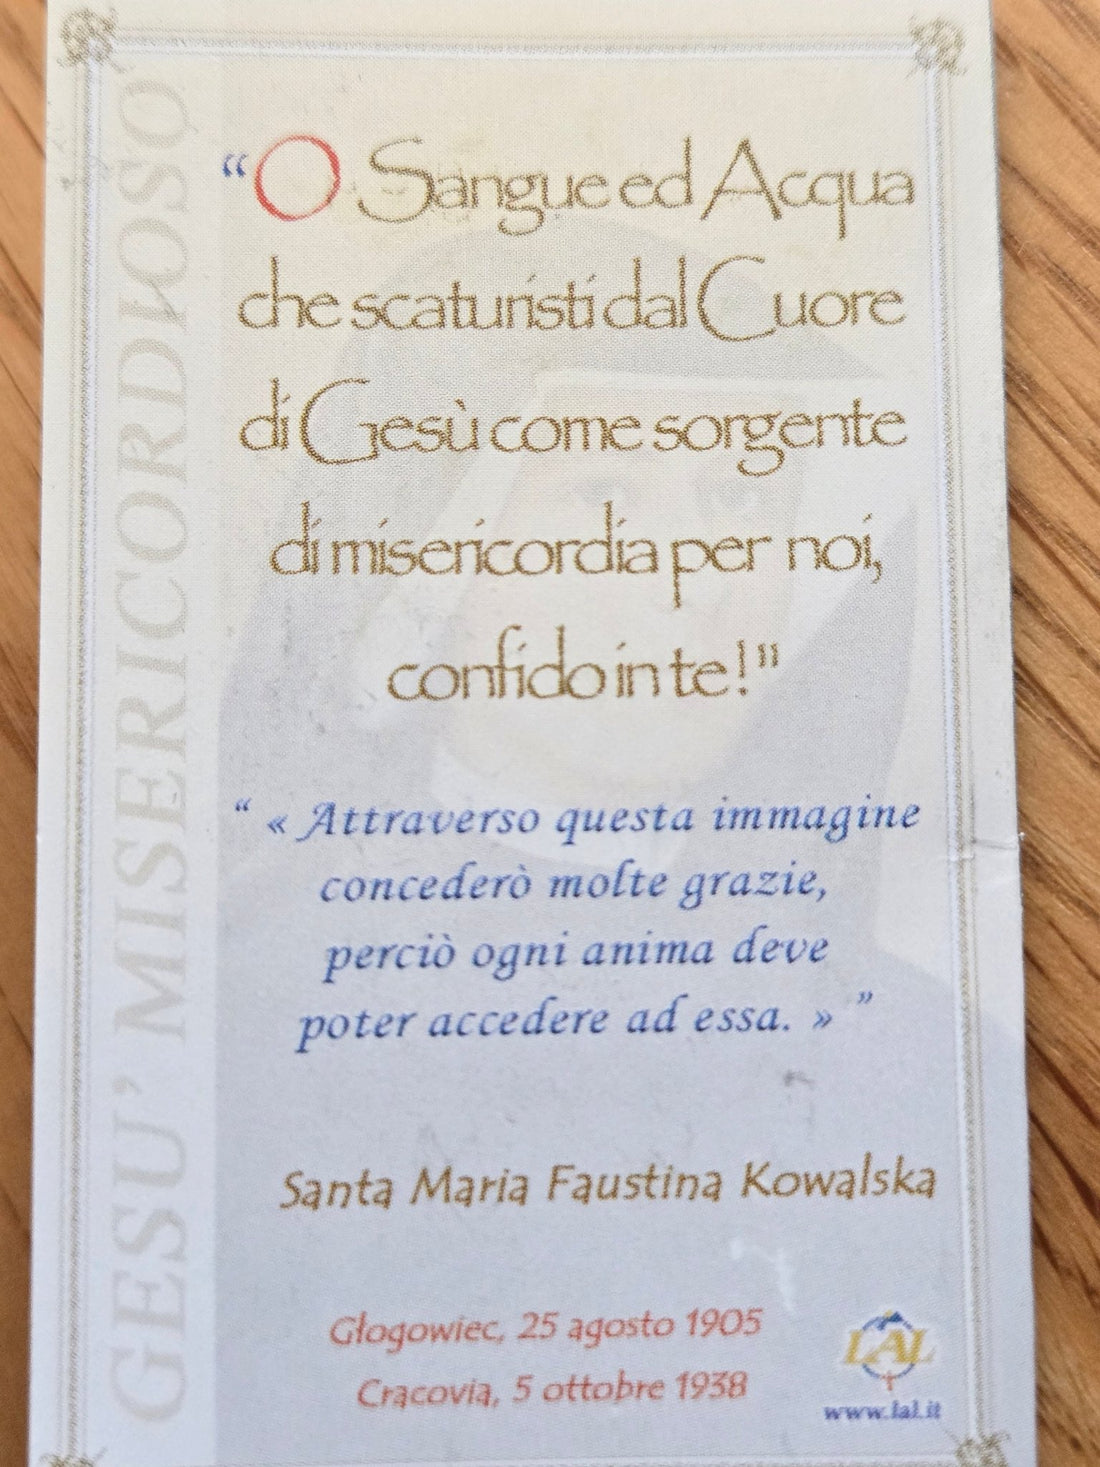 GESU' MISERICORDIOSO
“O Sangue ed Acqua
che scaturisti dal Cuore
di Gesù come sorgente
di misericordia per noi,
confido in te!"
“ « Attraverso questa immagine
concederò molte grazie,
perciò ogni anima deve
poter accedere ad essa. » ”
Santa Maria Faustina Kowalska
Głogowiec, 25 agosto 1905
Cracovia, 5 ottobre 1938
LAL
www.lal.it